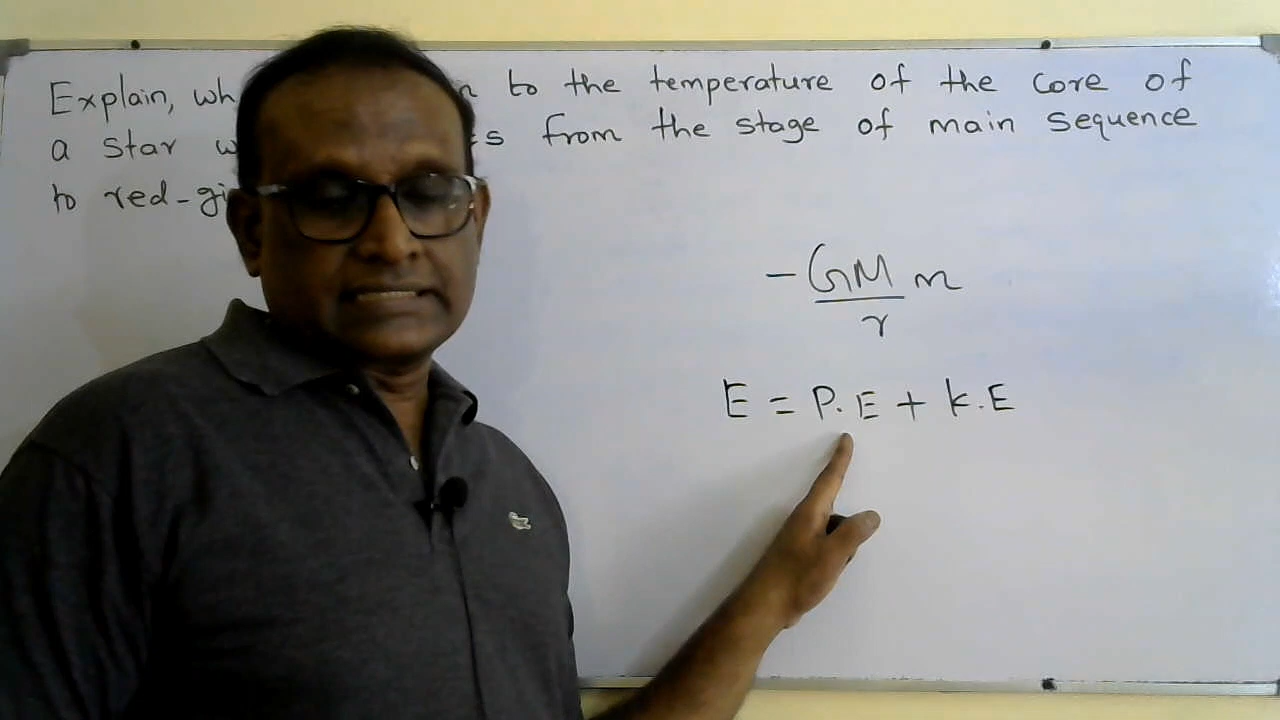 Explain, wh n to the temperature of the core of
a star w es from the stage of main sequence
to red-gi
- GM m
r
E = P.E + K.E